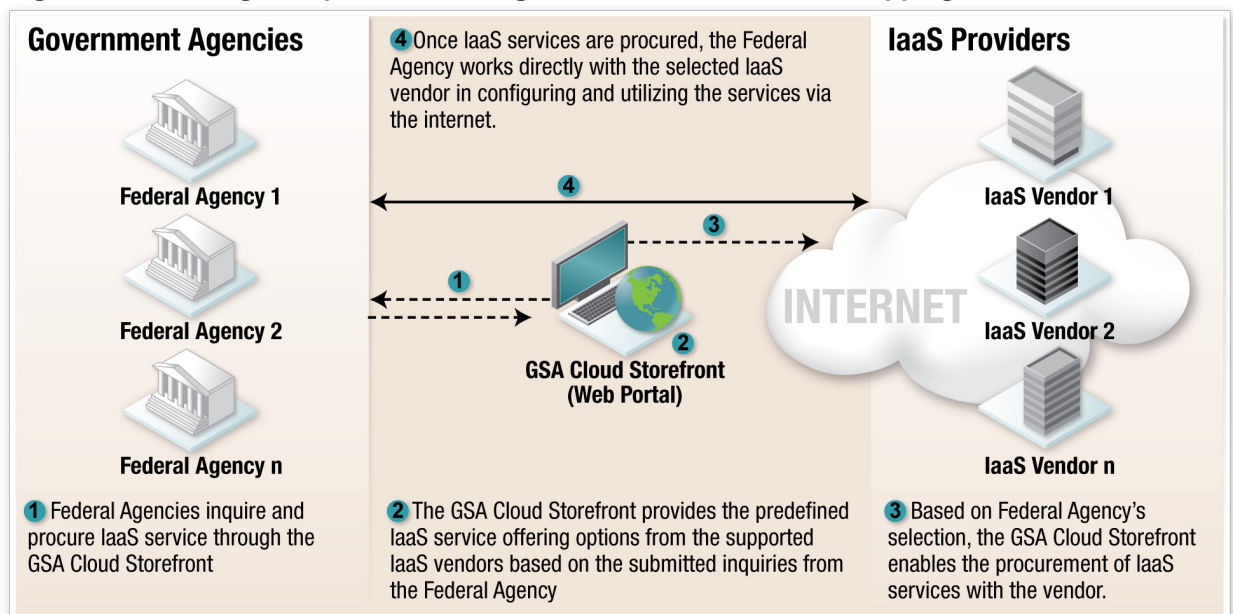 Government Agencies
Federal Agency 1
Federal Agency 2
Federal Agency n
1 Federal Agencies inquire and
procure IaaS service through the
GSA Cloud Storefront
4 Once IaaS services are procured, the Federal
Agency works directly with the selected IaaS
vendor in configuring and utilizing the services via
the internet.
4
3
1
2
GSA Cloud Storefront
(Web Portal)
2 The GSA Cloud Storefront provides the predefined
IaaS service offering options from the supported
IaaS vendors based on the submitted inquiries from
the Federal Agency
IaaS Providers
IaaS Vendor 1
INTERNET
IaaS Vendor 2
IaaS Vendor n
3 Based on Federal Agency's
selection, the GSA Cloud Storefront
enables the procurement of IaaS
services with the vendor.